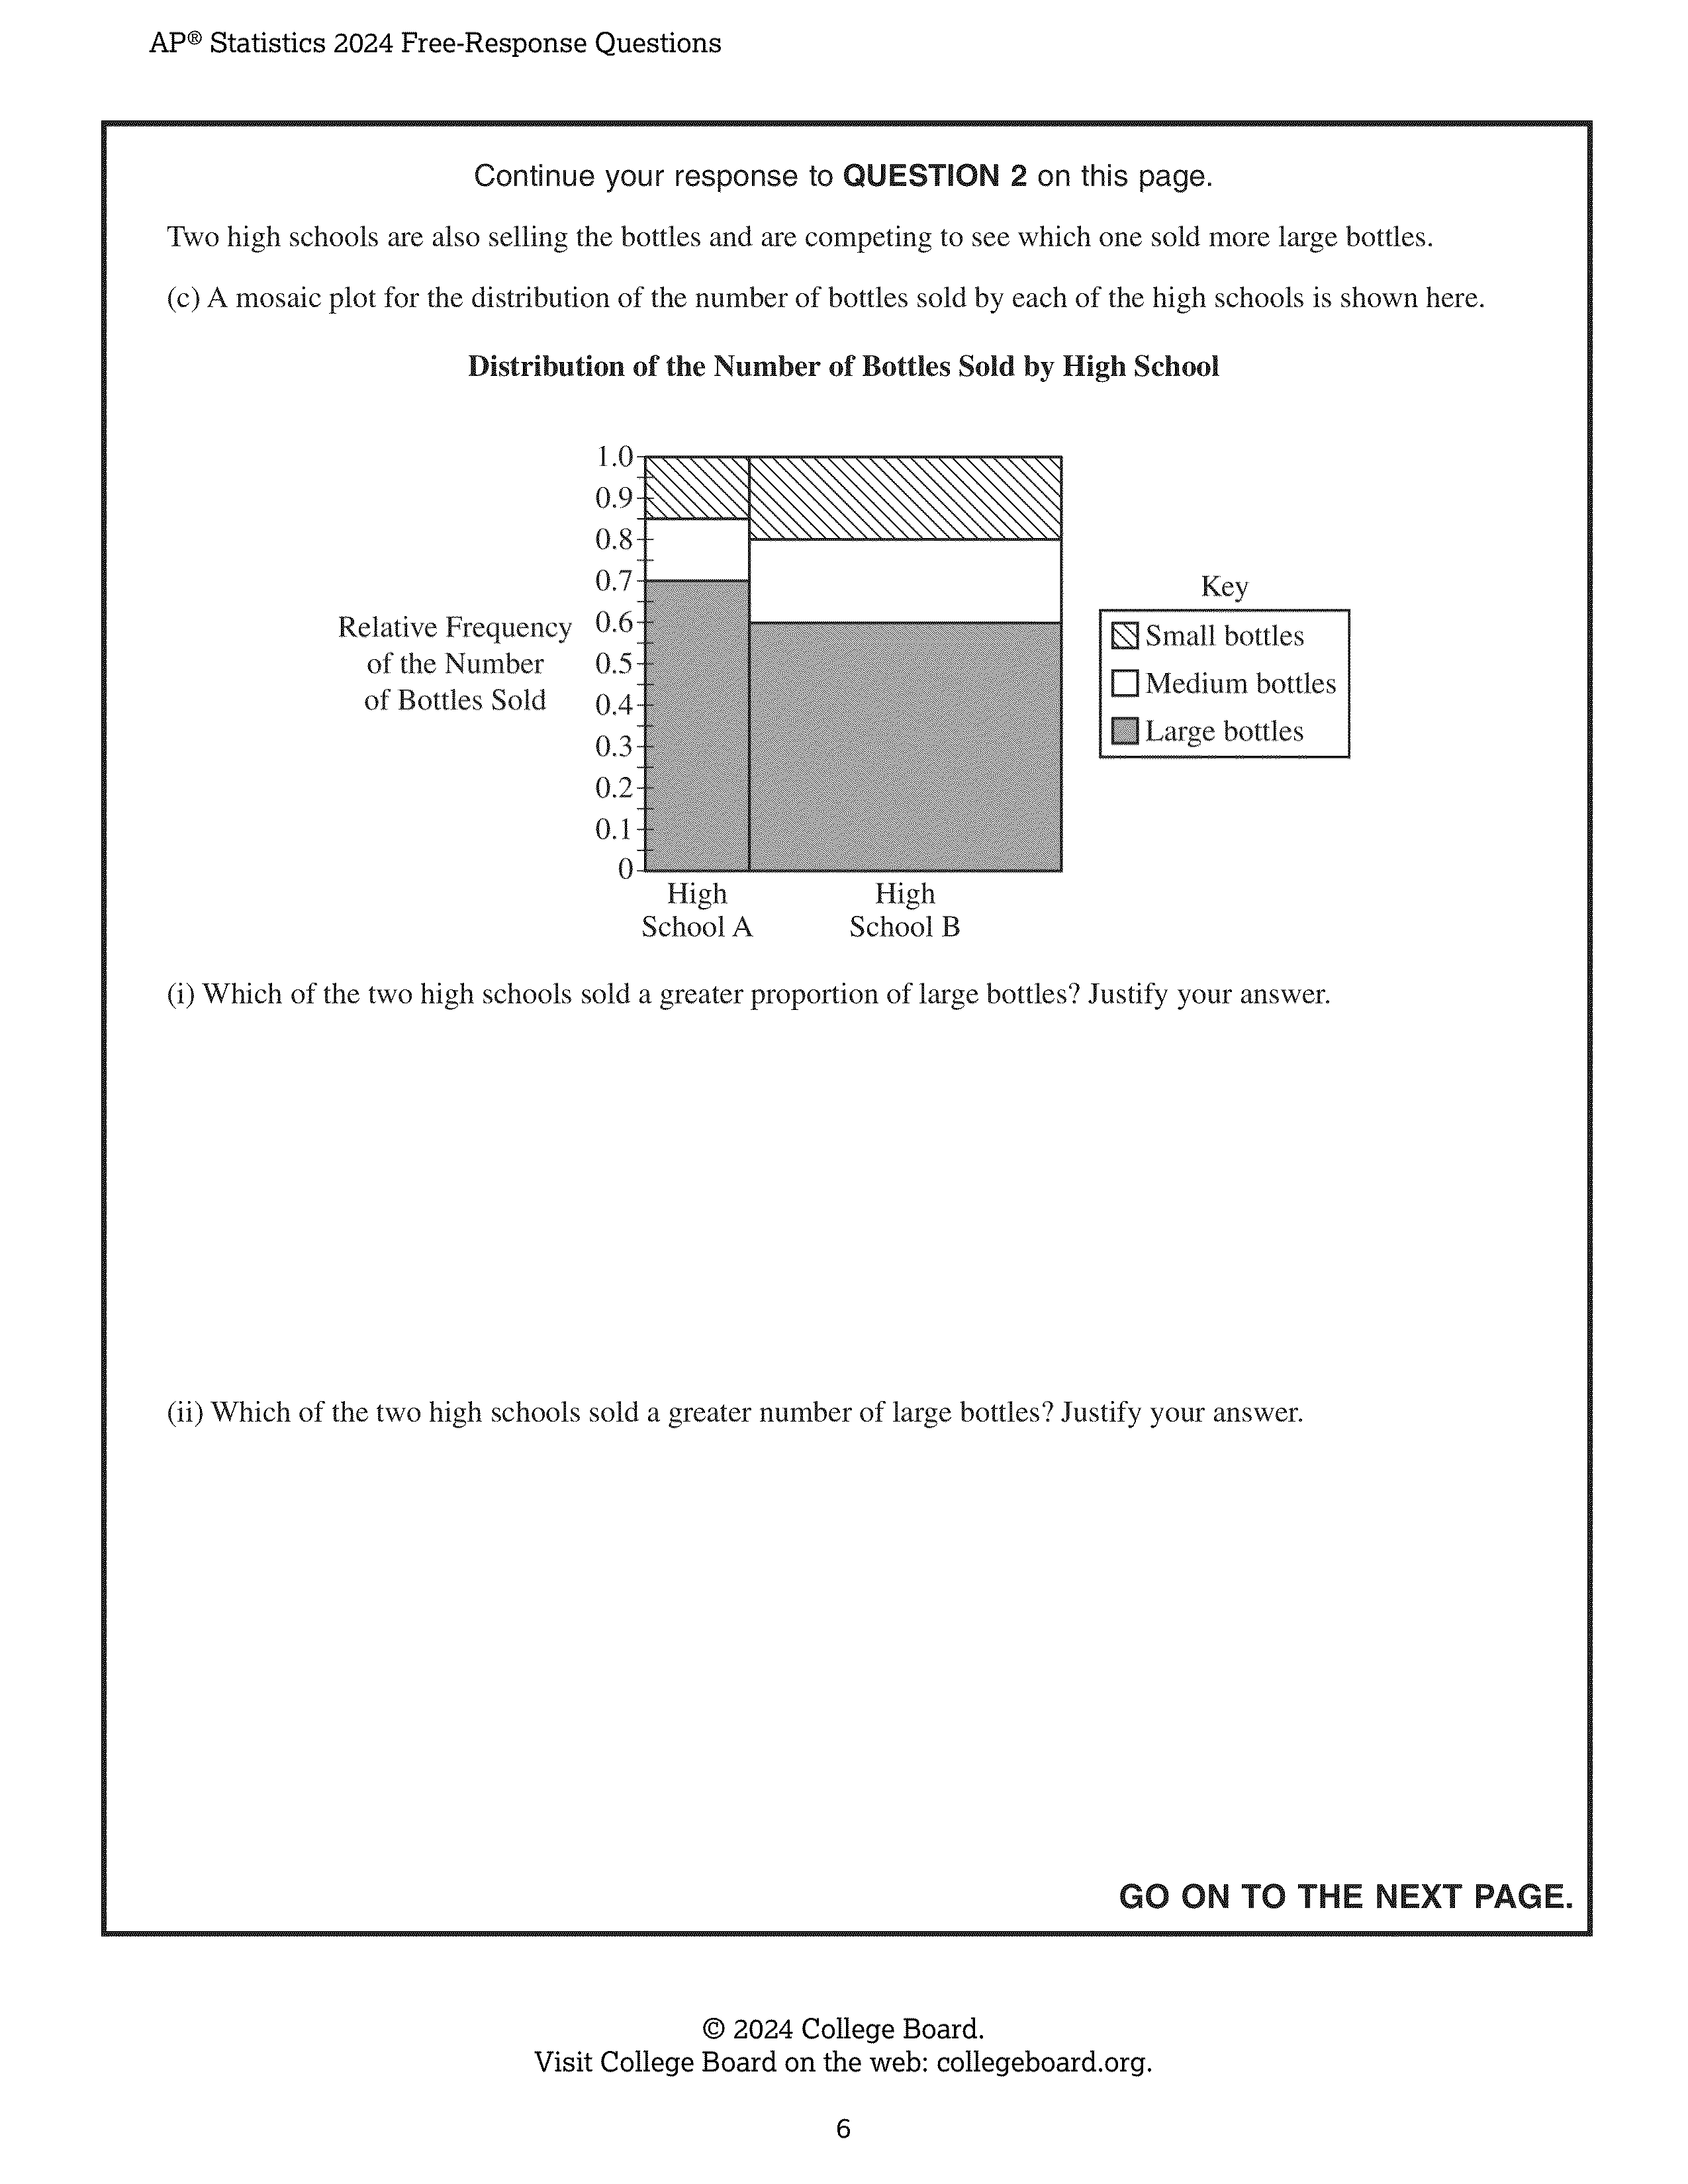 AP® Statistics 2024 Free-Response Questions
Continue your response to QUESTION 2 on this page.
Two high schools are also selling the bottles and are competing to see which one sold more large bottles.
(c) A mosaic plot for the distribution of the number of bottles sold by each of the high schools is shown here.
Distribution of the Number of Bottles Sold by High School
1.0
0.9
0.8
0.7
0.6
0.5
0.4
0.3
0.2
0.1
0
Relative Frequency
of the Number
of Bottles Sold
High
School A
High
School B
Key
Small bottles
Medium bottles
Large bottles
(i) Which of the two high schools sold a greater proportion of large bottles? Justify your answer.
(ii) Which of the two high schools sold a greater number of large bottles? Justify your answer.
GO ON TO THE NEXT PAGE.
© 2024 College Board.
Visit College Board on the web: collegeboard.org.
6